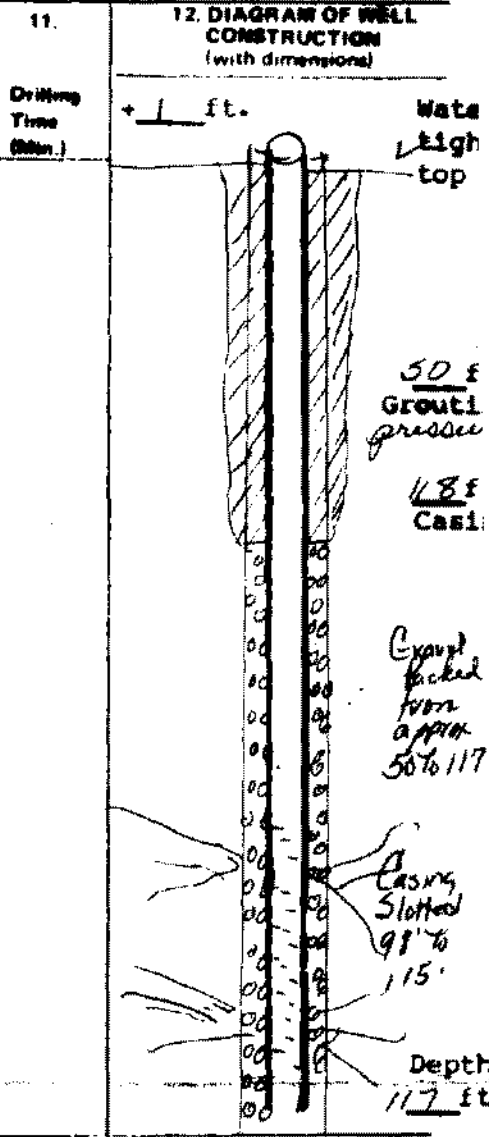 11.
12. DIAGRAM OF WELL
CONSTRUCTION
(with dimensions)
Drilling
Time
(Min.)
+ 1 ft.
Wate
tigh
top
50 f
Grouti
pressu
118 f
Casi
Gravel
Packed
from
approx
50 to 117
Casing
Slotted
98' to
115'
Depth
117 ft